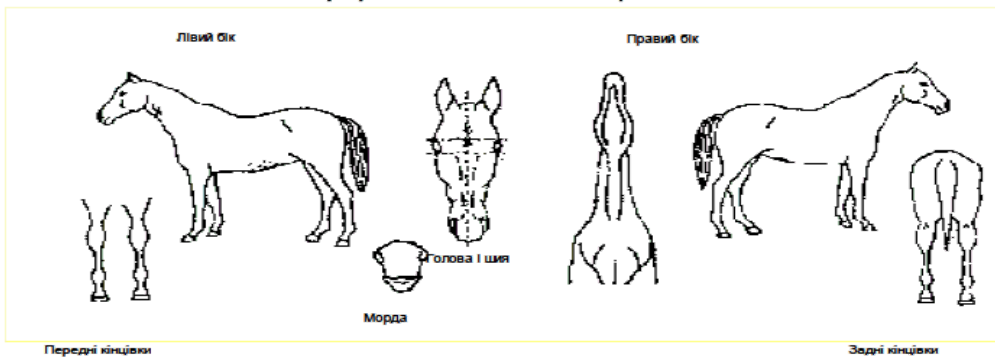 Лівий бік
Правий бік
Голова і шия
Морда
Передні кінцівки
Задні кінцівки